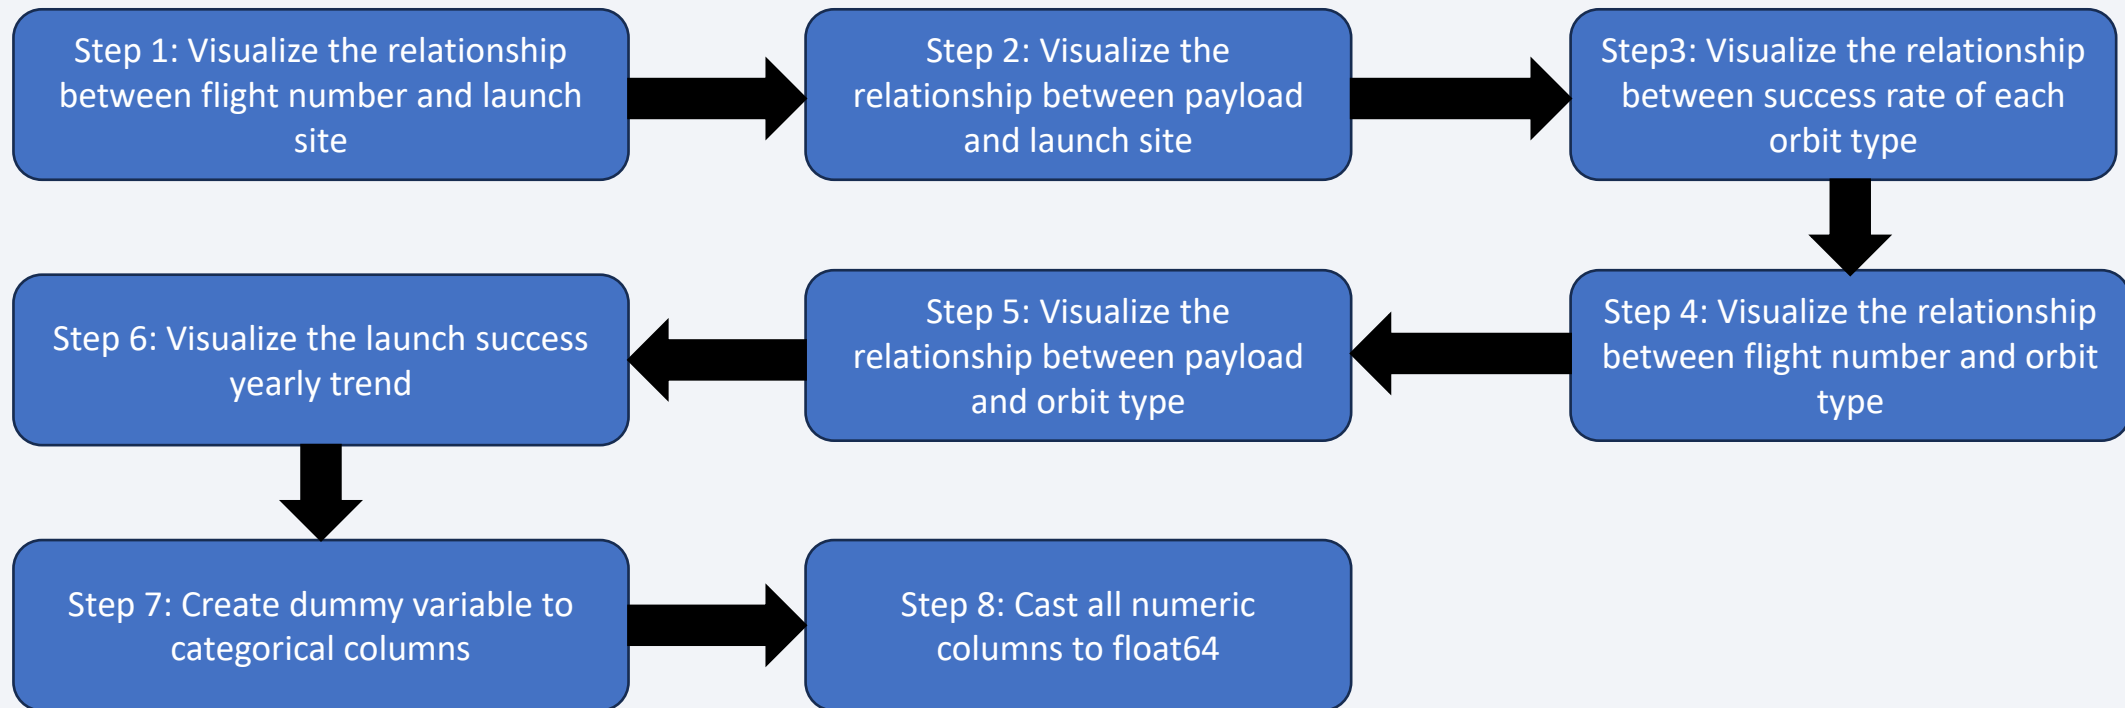 Step 1: Visualize the relationship
between flight number and launch
site
Step 2: Visualize the
relationship between payload
and launch site
Step3: Visualize the relationship
between success rate of each
orbit type
Step 4: Visualize the relationship
between flight number and orbit
type
Step 5: Visualize the
relationship between payload
and orbit type
Step 6: Visualize the launch success
yearly trend
Step 7: Create dummy variable to
categorical columns
Step 8: Cast all numeric
columns to float64